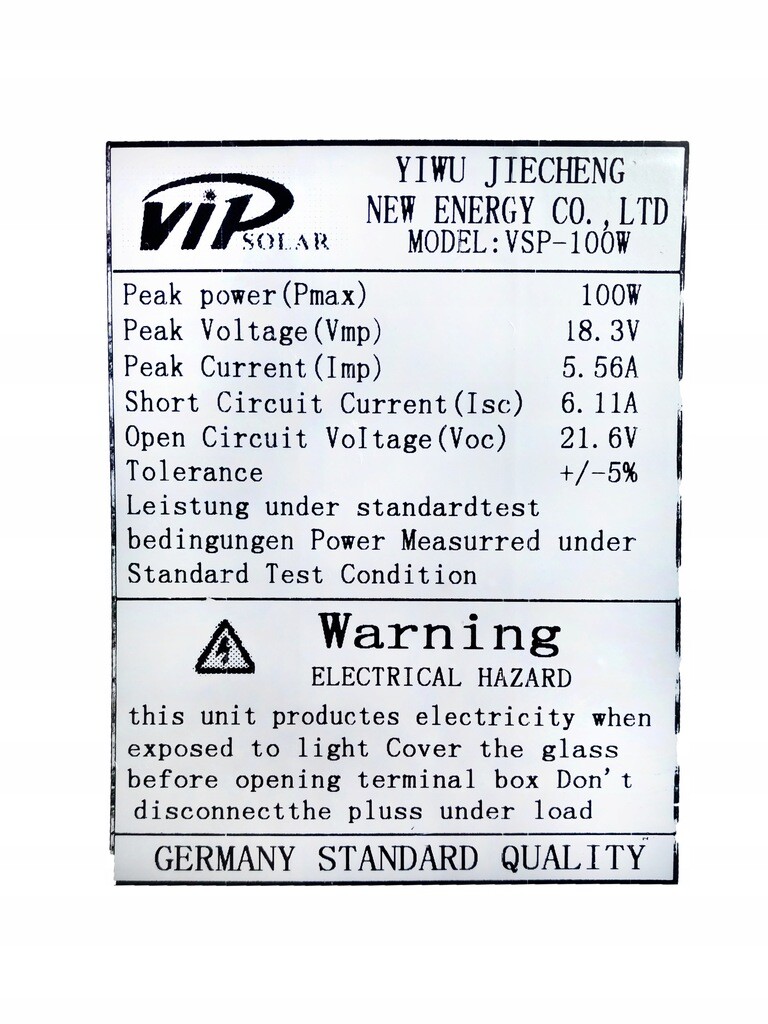 VIP SOLAR
YIWU JIECHENG
NEW ENERGY CO.,LTD
MODEL:VSP-100W
Peak power(Pmax) 100W
Peak Voltage(Vmp) 18.3V
Peak Current(Imp) 5.56A
Short Circuit Current(Isc) 6.11A
Open Circuit VoItage(Voc) 21.6V
Tolerance +/-5%
Leistung under standardtest
bedingungen Power Measurred under
Standard Test Condition
Warning
ELECTRICAL HAZARD
this unit productes electricity when
exposed to light Cover the glass
before opening terminal box Don't
disconnectthe pluss under load
GERMANY STANDARD QUALITY